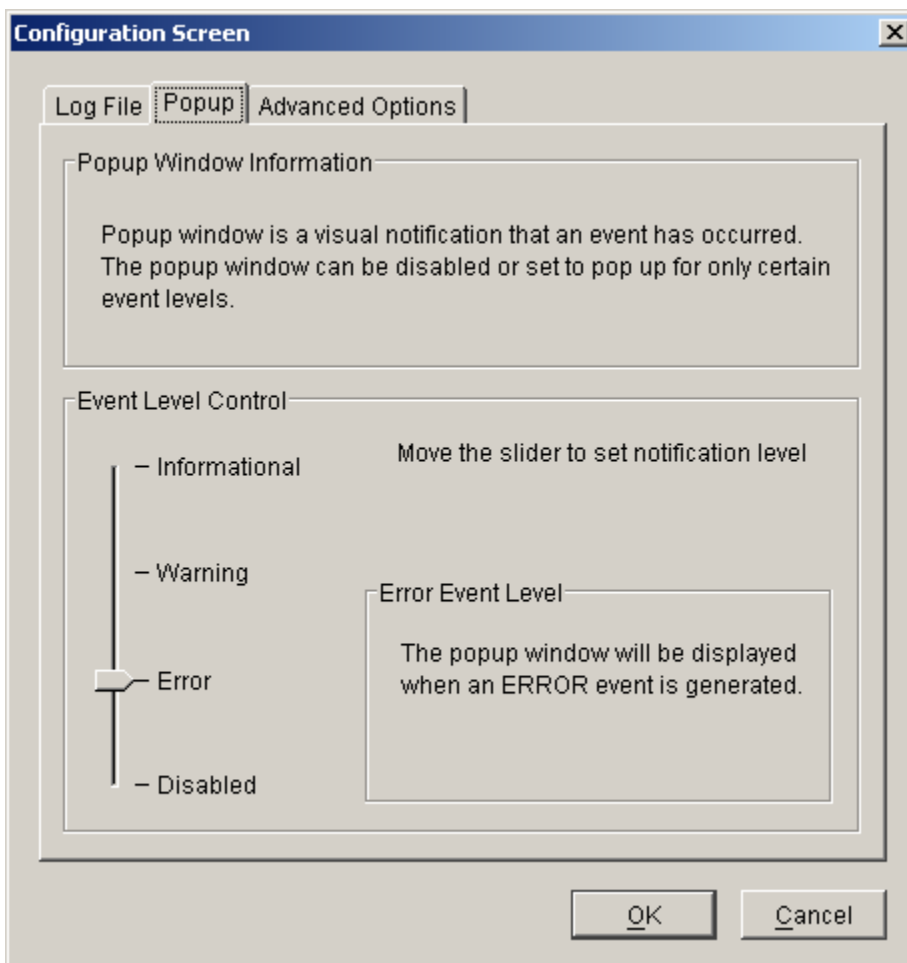 Configuration Screen
Log File Popup Advanced Options
Popup Window Information
Popup window is a visual notification that an event has occurred.
The popup window can be disabled or set to pop up for only certain
event levels.
Event Level Control
Move the slider to set notification level
Informational
Warning
Error
Disabled
Error Event Level
The popup window will be displayed
when an ERROR event is generated.
OK Cancel